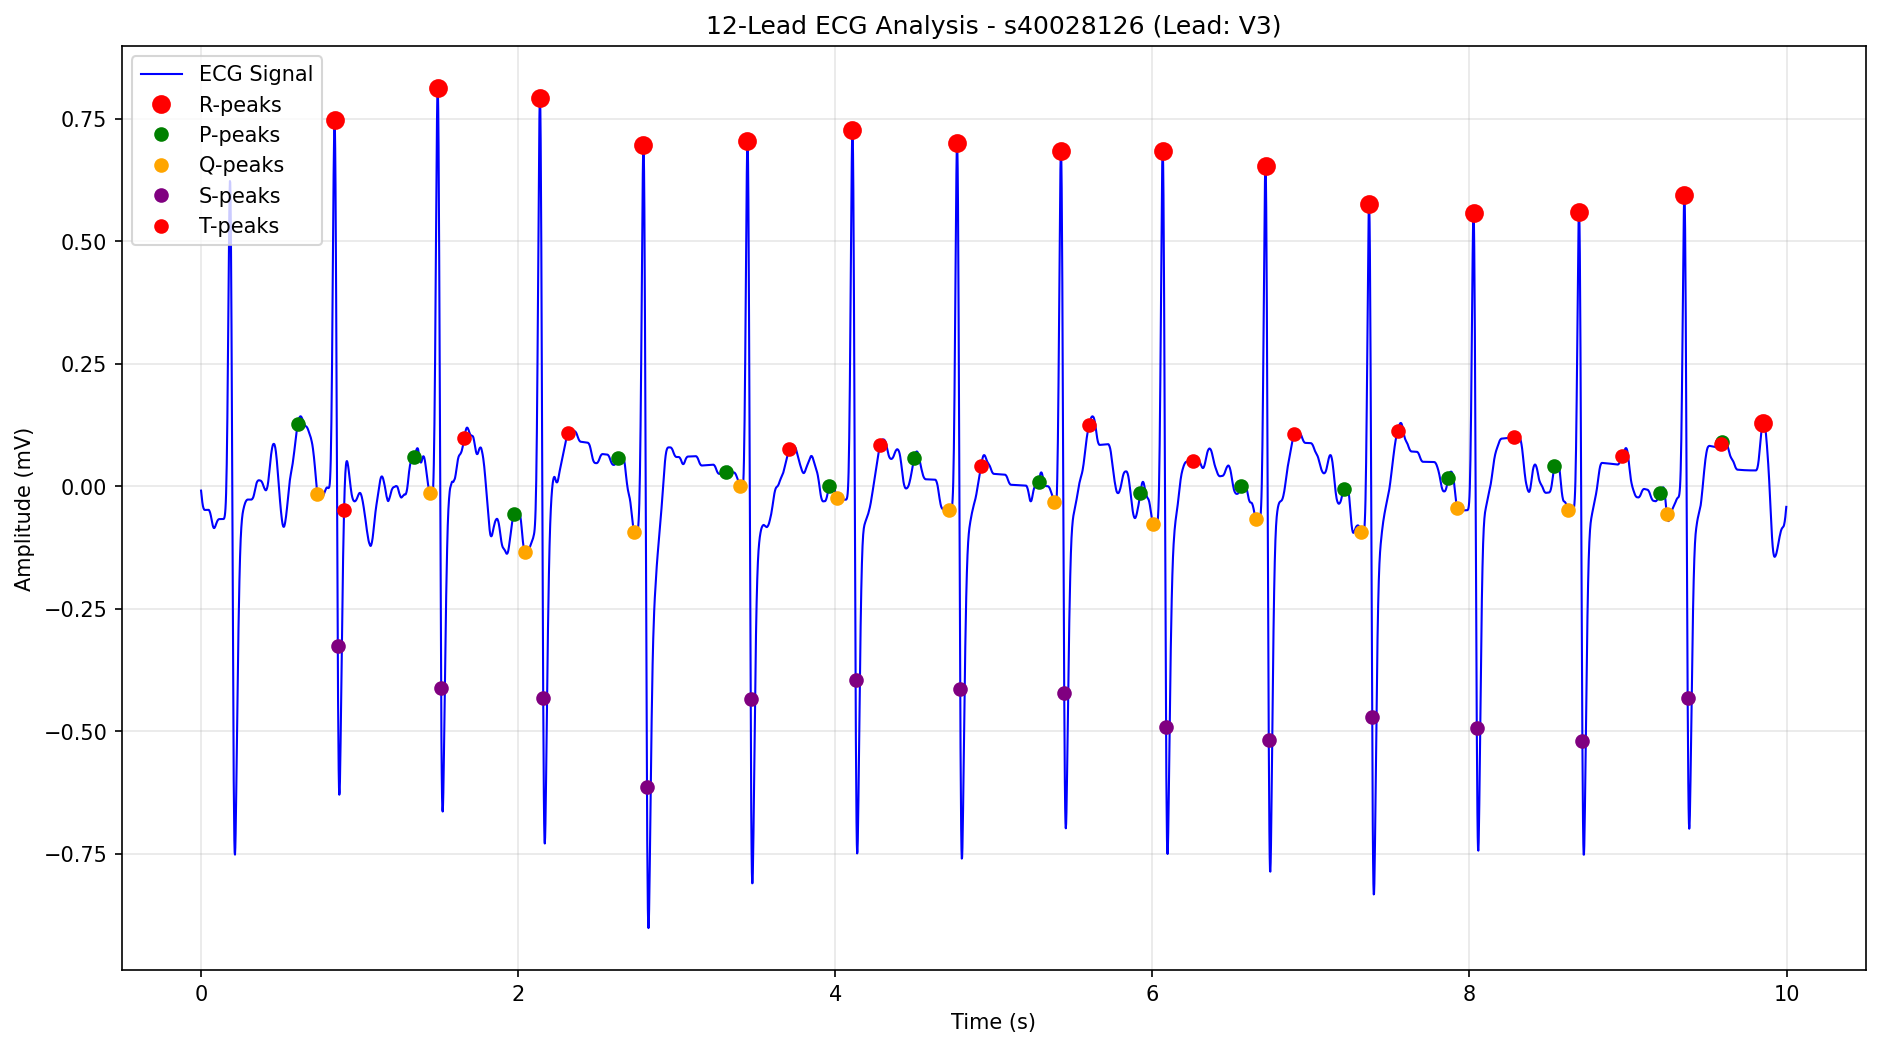 12-Lead ECG Analysis - s40028126 (Lead: V3)
ECG Signal
R-peaks
P-peaks
Q-peaks
S-peaks
T-peaks
Amplitude (mV)
0.75
0.50
0.25
0.00
−0.25
−0.50
−0.75
0 2 4 6 8 10
Time (s)